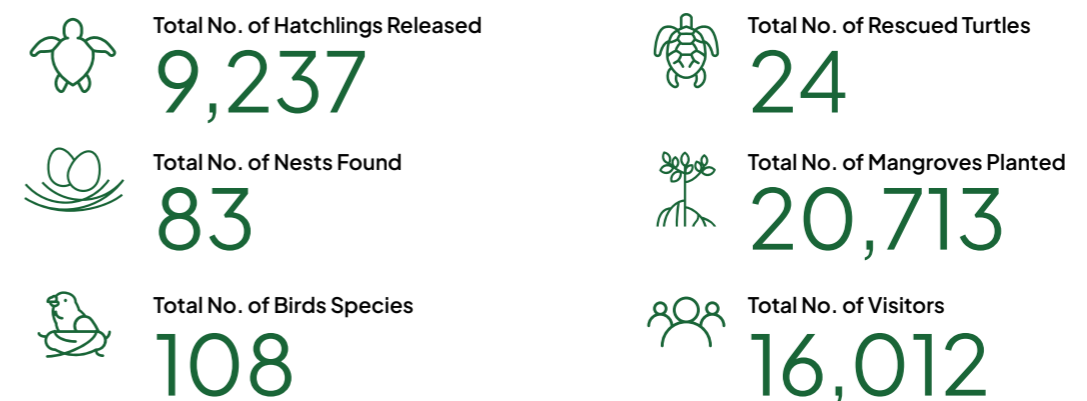 Total No. of Hatchlings Released
9,237
Total No. of Rescued Turtles
24
Total No. of Nests Found
83
Total No. of Mangroves Planted
20,713
Total No. of Birds Species
108
Total No. of Visitors
16,012